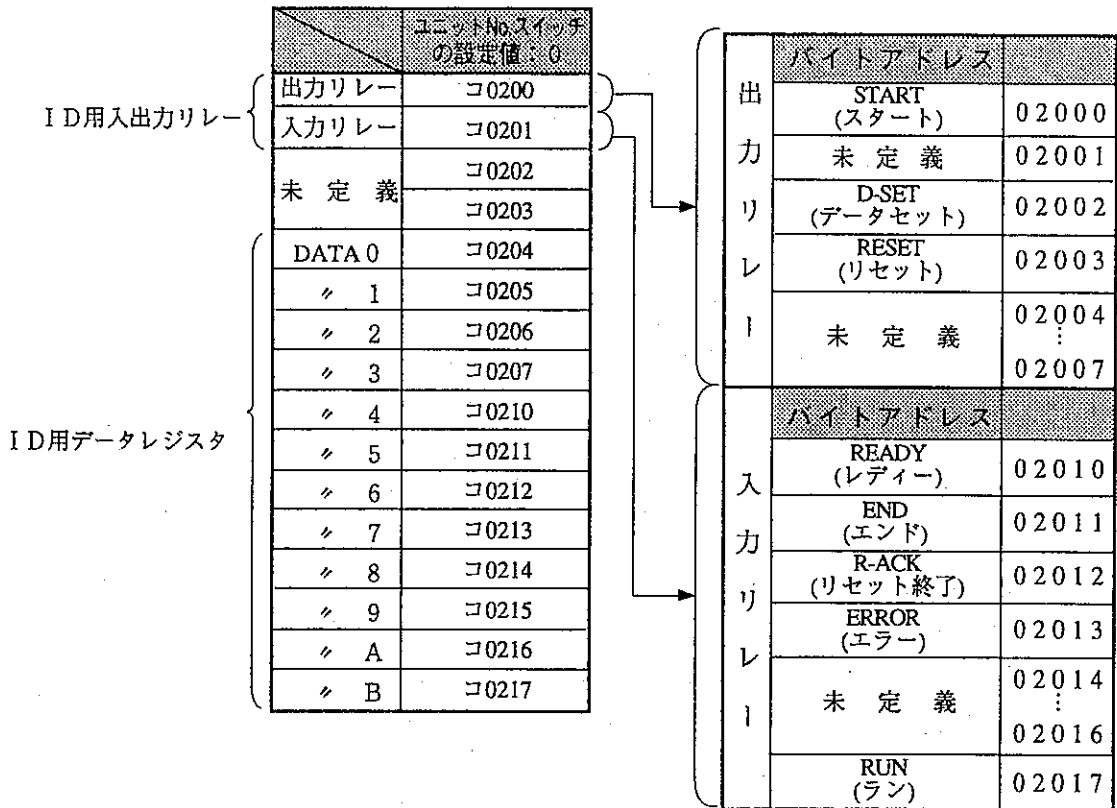 ユニットNo.スイッチ
の設定値：0
ＩＤ用入出力リレー
出力リレー コ0200
入力リレー コ0201
未定義 コ0202
コ0203
ＩＤ用データレジスタ
DATA 0 コ0204
〃 1 コ0205
〃 2 コ0206
〃 3 コ0207
〃 4 コ0210
〃 5 コ0211
〃 6 コ0212
〃 7 コ0213
〃 8 コ0214
〃 9 コ0215
〃 A コ0216
〃 B コ0217
出力リレー
バイトアドレス
START
(スタート) 02000
未定義 02001
D-SET
(データセット) 02002
RESET
(リセット) 02003
未定義 02004
⋮
02007
入力リレー
バイトアドレス
READY
(レディー) 02010
END
(エンド) 02011
R-ACK
(リセット終了) 02012
ERROR
(エラー) 02013
未定義 02014
⋮
02016
RUN
(ラン) 02017